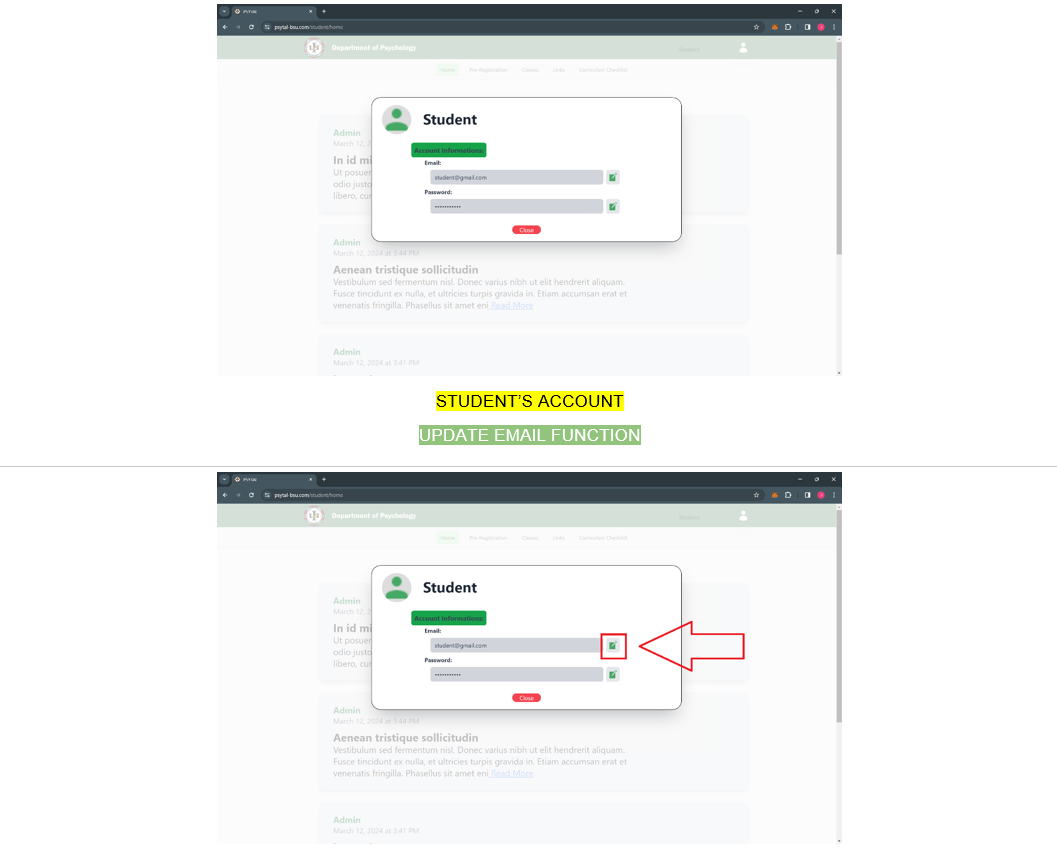 PSYTAL
psytal-bsu.com/student/home
Department of Psychology
Student
Home Pre-Registration Classes Links Curriculum Checklist
Student
Account Informations:
Email:
student@gmail.com
Password:
•••••••••••
Close
Admin
March 12, 2
In id mi
Ut posuer
odio justo
libero, cur
Admin
March 12, 2024 at 3:44 PM
Aenean tristique sollicitudin
Vestibulum sed fermentum nisl. Donec varius nibh ut elit hendrerit aliquam.
Fusce tincidunt ex nulla, et ultricies turpis gravida in. Etiam accumsan erat et
venenatis fringilla. Phasellus sit amet eni Read More
Admin
March 12, 2024 at 3:41 PM
STUDENT’S ACCOUNT
UPDATE EMAIL FUNCTION
PSYTAL
psytal-bsu.com/student/home
Department of Psychology
Student
Home Pre-Registration Classes Links Curriculum Checklist
Student
Account Informations:
Email:
student@gmail.com
Password:
•••••••••••
Close
Admin
March 12, 2
In id mi
Ut posuer
odio justo
libero, cur
Admin
March 12, 2024 at 3:44 PM
Aenean tristique sollicitudin
Vestibulum sed fermentum nisl. Donec varius nibh ut elit hendrerit aliquam.
Fusce tincidunt ex nulla, et ultricies turpis gravida in. Etiam accumsan erat et
venenatis fringilla. Phasellus sit amet eni Read More
Admin
March 12, 2024 at 3:41 PM